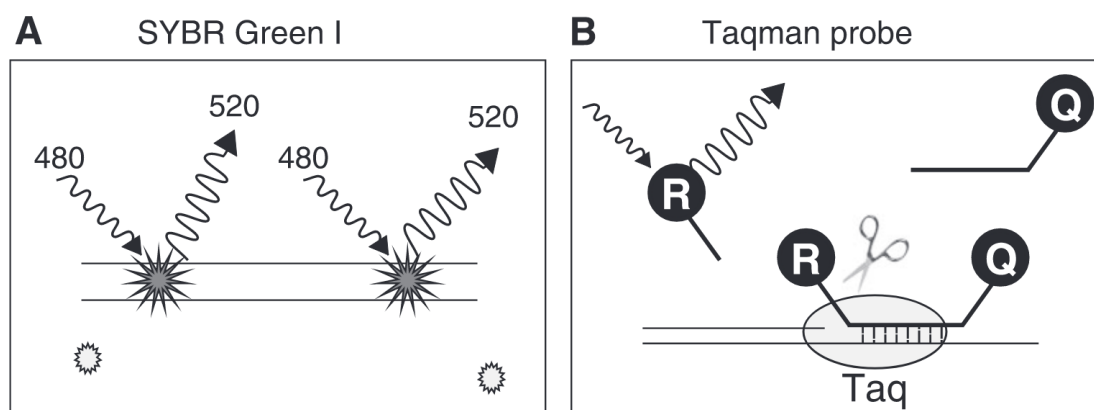 A SYBR Green I
480 520 480 520
B Taqman probe
R Q
R Q
Taq